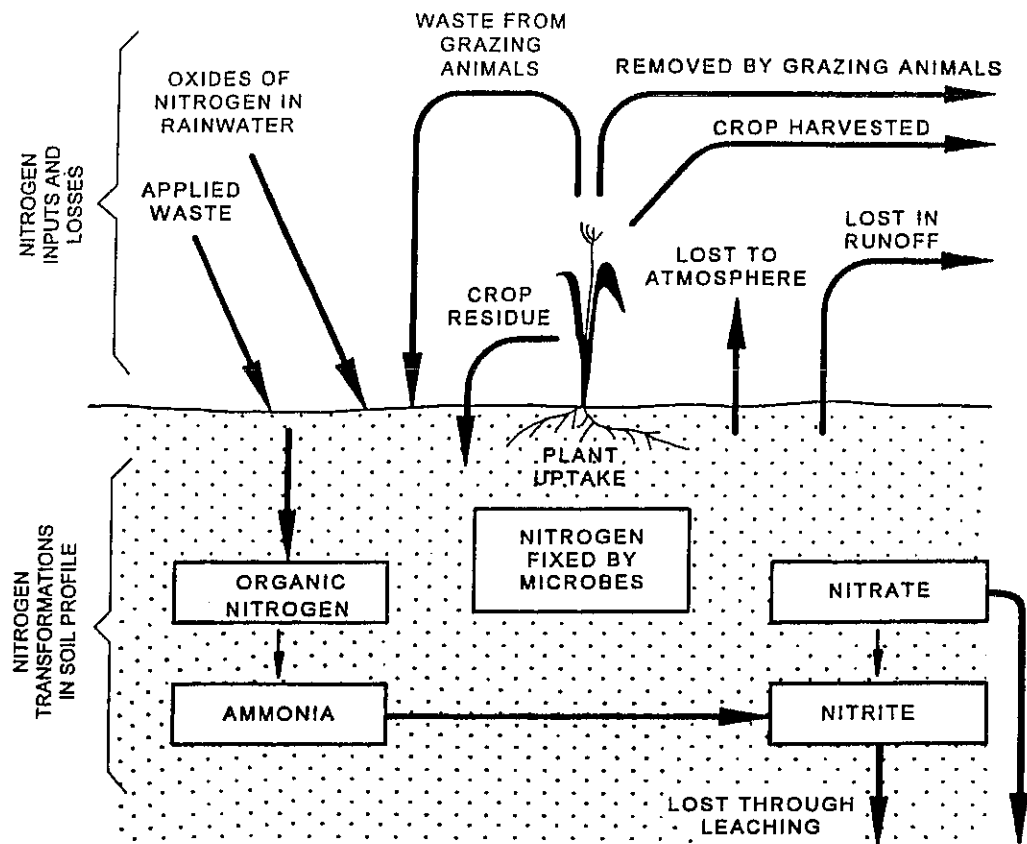 WASTE FROM
GRAZING
ANIMALS
REMOVED BY GRAZING ANIMALS
OXIDES OF
NITROGEN IN
RAINWATER
CROP HARVESTED
NITROGEN
INPUTS AND
LOSSES
APPLIED
WASTE
LOST IN
RUNOFF
LOST TO
ATMOSPHERE
CROP
RESIDUE
PLANT
UPTAKE
NITROGEN
FIXED BY
MICROBES
NITROGEN
TRANSFORMATIONS
IN SOIL PROFILE
ORGANIC
NITROGEN
NITRATE
AMMONIA
NITRITE
LOST THROUGH
LEACHING